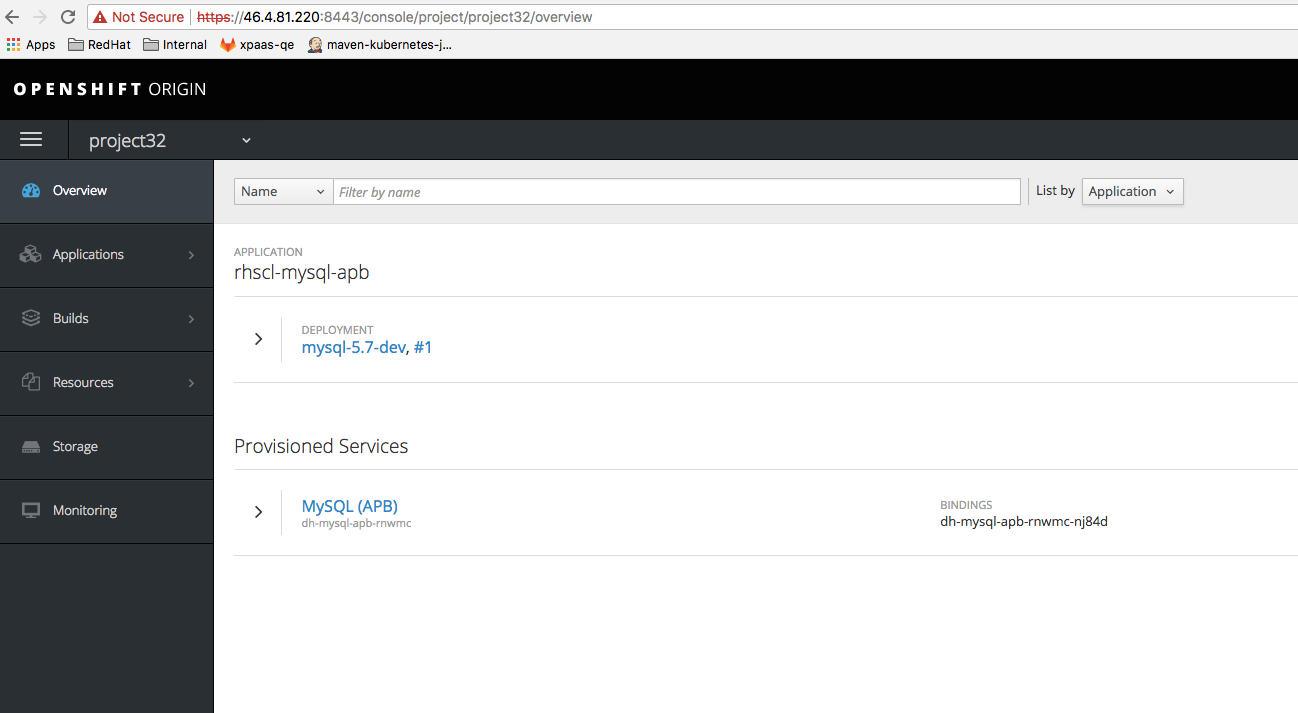 Not Secure https://46.4.81.220:8443/console/project/project32/overview
Apps RedHat Internal xpaas-qe maven-kubernetes-j...
OPENSHIFT ORIGIN
project32
Overview
Name Filter by name List by Application
Applications
Builds
Resources
Storage
Monitoring
APPLICATION
rhscl-mysql-apb
DEPLOYMENT
mysql-5.7-dev, #1
Provisioned Services
MySQL (APB)
dh-mysql-apb-rnwmc
BINDINGS
dh-mysql-apb-rnwmc-nj84d